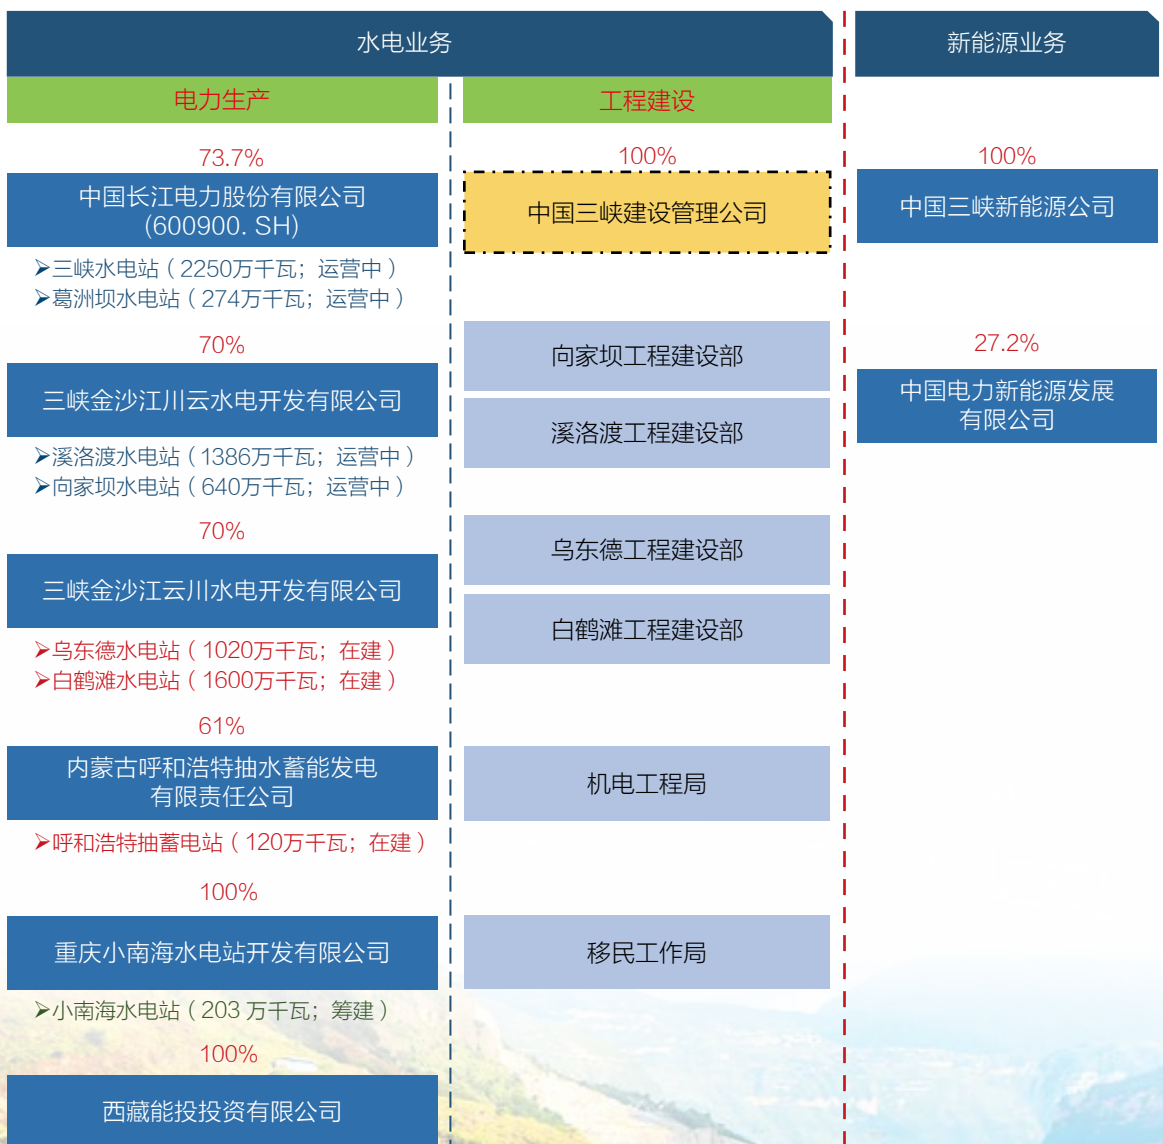 水电业务
新能源业务
电力生产
工程建设
73.7%
中国长江电力股份有限公司
(600900. SH)
➢三峡水电站（2250万千瓦；运营中）
➢葛洲坝水电站（274万千瓦；运营中）
70%
三峡金沙江川云水电开发有限公司
➢溪洛渡水电站（1386万千瓦；运营中）
➢向家坝水电站（640万千瓦；运营中）
70%
三峡金沙江云川水电开发有限公司
➢乌东德水电站（1020万千瓦；在建）
➢白鹤滩水电站（1600万千瓦；在建）
61%
内蒙古呼和浩特抽水蓄能发电
有限责任公司
➢呼和浩特抽蓄电站（120万千瓦；在建）
100%
重庆小南海水电站开发有限公司
➢小南海水电站（203 万千瓦；筹建）
100%
西藏能投投资有限公司
100%
中国三峡建设管理公司
向家坝工程建设部
溪洛渡工程建设部
乌东德工程建设部
白鹤滩工程建设部
机电工程局
移民工作局
100%
中国三峡新能源公司
27.2%
中国电力新能源发展
有限公司